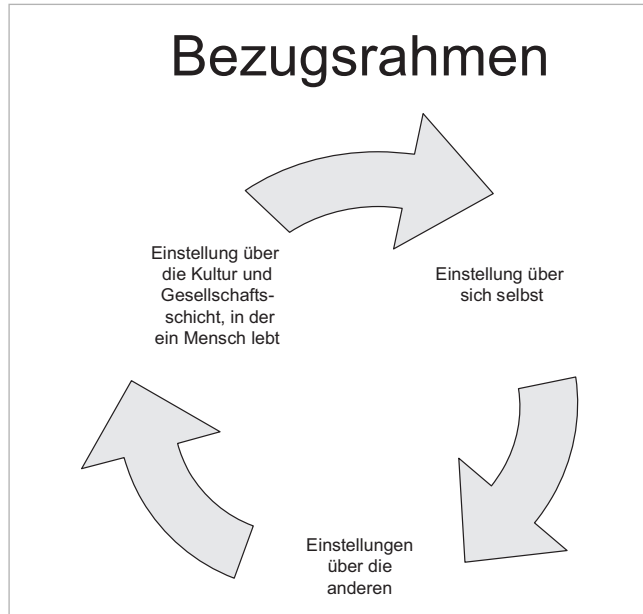 Bezugsrahmen
Einstellung über
die Kultur und
Gesellschafts-
schicht, in der
ein Mensch lebt
Einstellung über
sich selbst
Einstellungen
über die
anderen